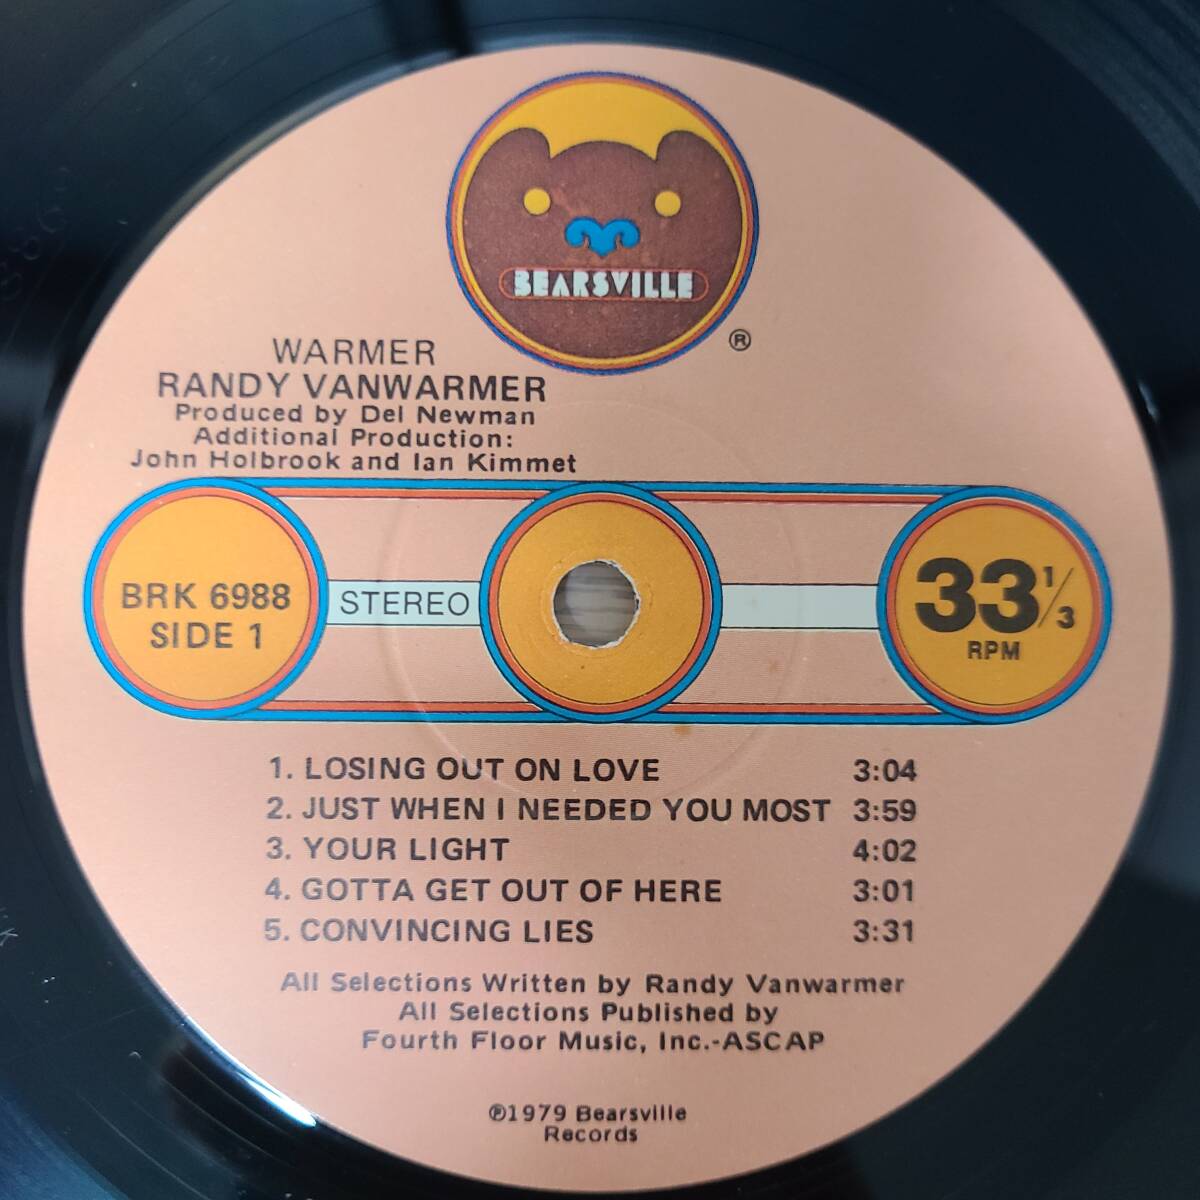 BEARSVILLE
®
WARMER
RANDY VANWARMER
Produced by Del Newman
Additional Production:
John Holbrook and Ian Kimmet
BRK 6988
SIDE 1
STEREO
33 1/3
RPM
1. LOSING OUT ON LOVE 3:04
2. JUST WHEN I NEEDED YOU MOST 3:59
3. YOUR LIGHT 4:02
4. GOTTA GET OUT OF HERE 3:01
5. CONVINCING LIES 3:31
All Selections Written by Randy Vanwarmer
All Selections Published by
Fourth Floor Music, Inc.-ASCAP
℗1979 Bearsville
Records